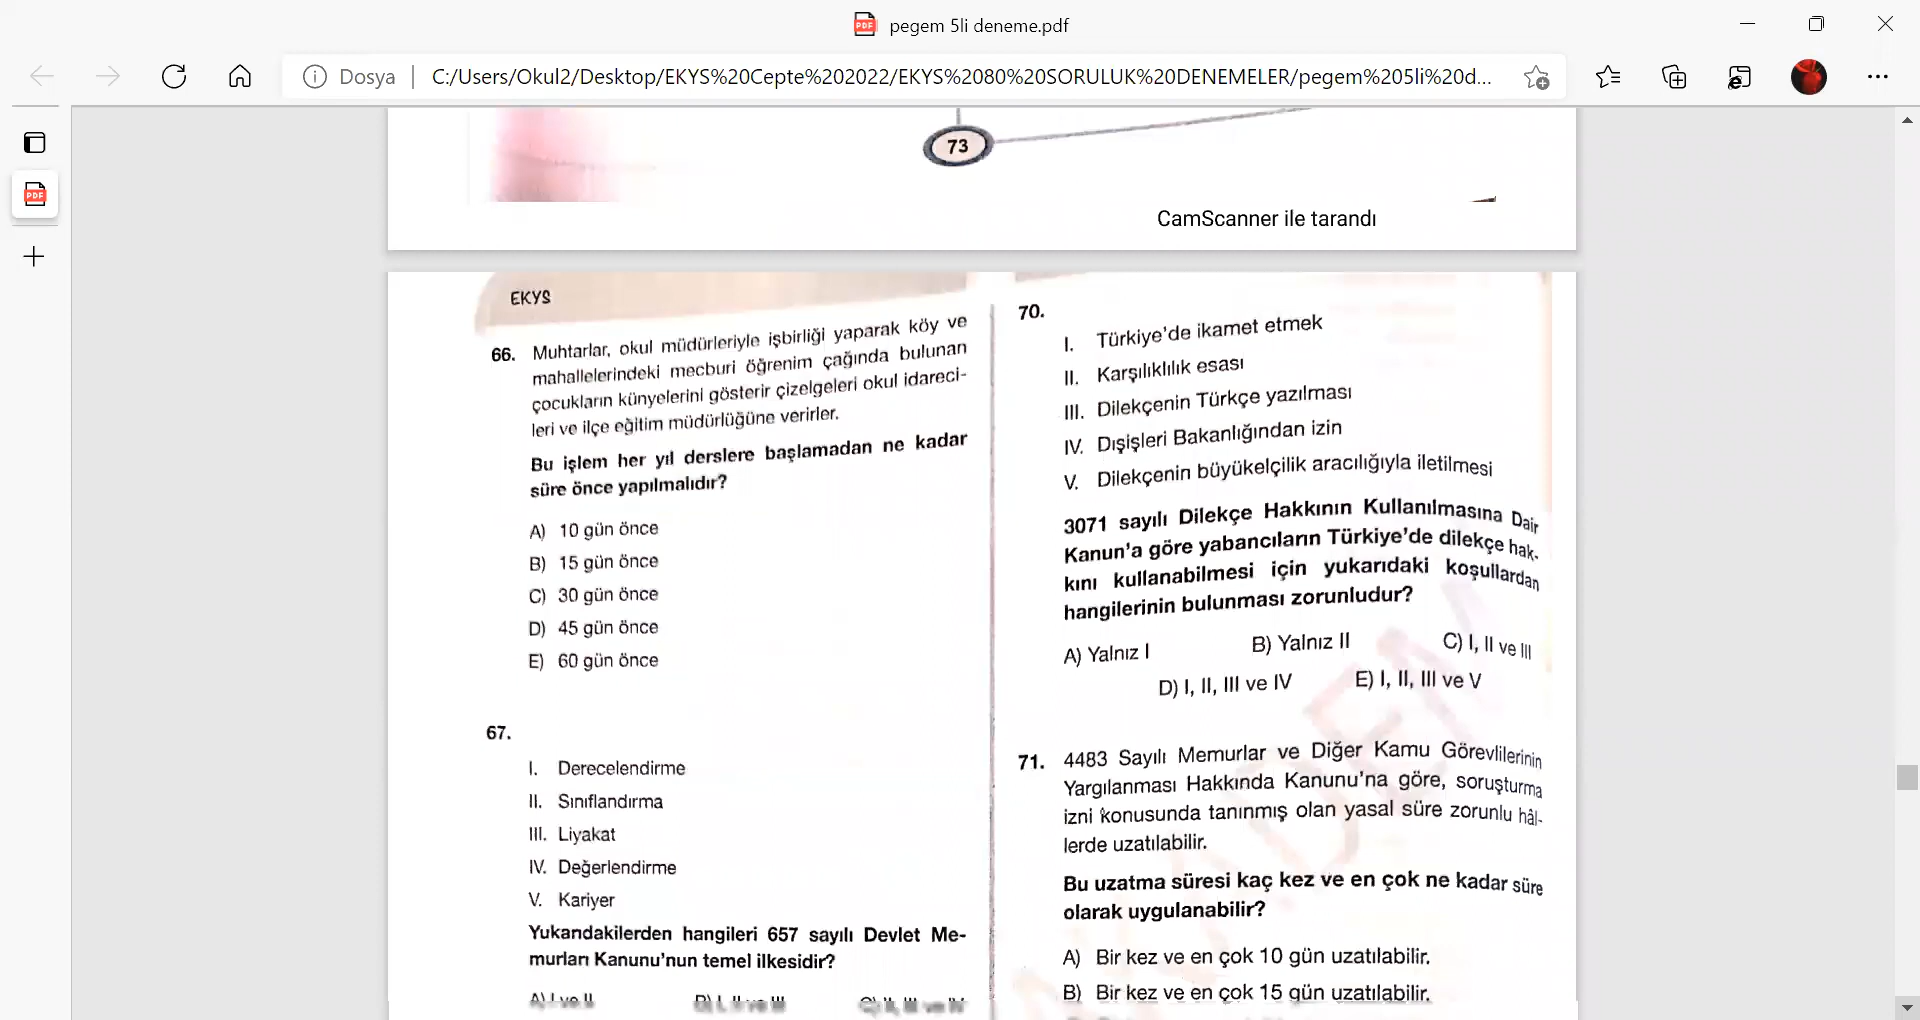 pegem 5li deneme.pdf
Dosya
C:/Users/Okul2/Desktop/EKYS%20Cepte%202022/EKYS%2080%20SORULUK%20DENEMELER/pegem%205li%20d...
73
CamScanner ile tarandı
EKYS
66. Muhtarlar, okul müdürleriyle işbirliği yaparak köy ve
mahallelerindeki mecburi öğrenim çağında bulunan
çocukların künyelerini gösterir çizelgeleri okul idareci-
leri ve ilçe eğitim müdürlüğüne verirler.
Bu işlem her yıl derslere başlamadan ne kadar
süre önce yapılmalıdır?
A) 10 gün önce
B) 15 gün önce
C) 30 gün önce
D) 45 gün önce
E) 60 gün önce
67.
I. Derecelendirme
II. Sınıflandırma
III. Liyakat
IV. Değerlendirme
V. Kariyer
Yukarıdakilerden hangileri 657 sayılı Devlet Me-
murları Kanunu'nun temel ilkesidir?
A) I ve II
70.
I. Türkiye'de ikamet etmek
II. Karşılıklılık esası
III. Dilekçenin Türkçe yazılması
IV. Dışişleri Bakanlığından izin
V. Dilekçenin büyükelçilik aracılığıyla iletilmesi
3071 sayılı Dilekçe Hakkının Kullanılmasına Dair
Kanun'a göre yabancıların Türkiye'de dilekçe hak-
kını kullanabilmesi için yukarıdaki koşullardan
hangilerinin bulunması zorunludur?
A) Yalnız I B) Yalnız II C) I, II ve III
D) I, II, III ve IV E) I, II, III ve V
71. 4483 Sayılı Memurlar ve Diğer Kamu Görevlilerinin
Yargılanması Hakkında Kanunu'na göre, soruşturma
izni konusunda tanınmış olan yasal süre zorunlu hâl-
lerde uzatılabilir.
Bu uzatma süresi kaç kez ve en çok ne kadar süre
olarak uygulanabilir?
A) Bir kez ve en çok 10 gün uzatılabilir.
B) Bir kez ve en çok 15 gün uzatılabilir.